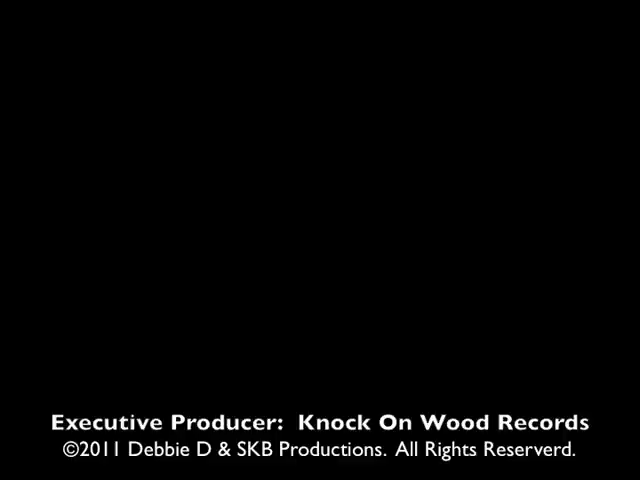 Executive Producer:  Knock On Wood Records
©2011 Debbie D & SKB Productions.  All Rights Reserverd.